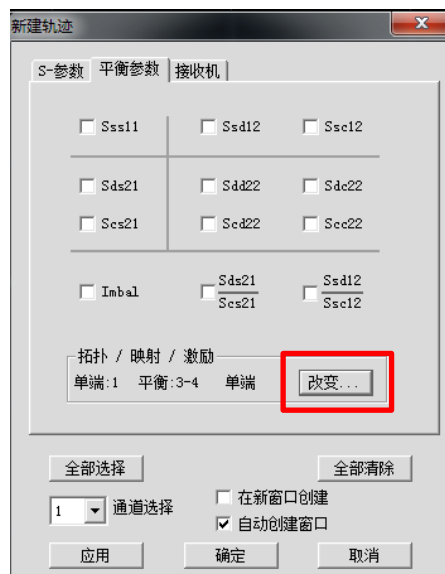 新建轨迹
S-参数 平衡参数 接收机
Sss11 Ssd12 Ssc12
Sds21 Sdd22 Sdc22
Scs21 Scd22 Scc22
Imbal Sds21 Ssd12
Scs21 Ssc12
拓扑 / 映射 / 激励
单端:1 平衡:3-4 单端 改变...
全部选择 全部清除
1 通道选择 在新窗口创建
自动创建窗口
应用 确定 取消